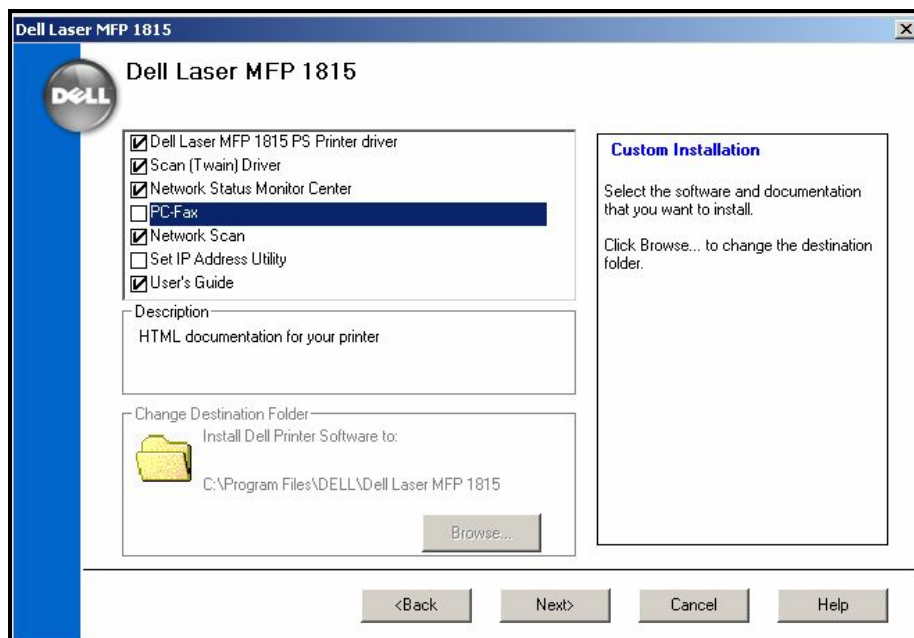 Dell Laser MFP 1815
Dell Laser MFP 1815
DELL
Dell Laser MFP 1815 PS Printer driver
Scan (Twain) Driver
Network Status Monitor Center
PC-Fax
Network Scan
Set IP Address Utility
User's Guide
Description
HTML documentation for your printer
Change Destination Folder
Install Dell Printer Software to:
C:\Program Files\DELL\Dell Laser MFP 1815
Browse...
Custom Installation
Select the software and documentation
that you want to install.
Click Browse... to change the destination
folder.
<Back
Next>
Cancel
Help